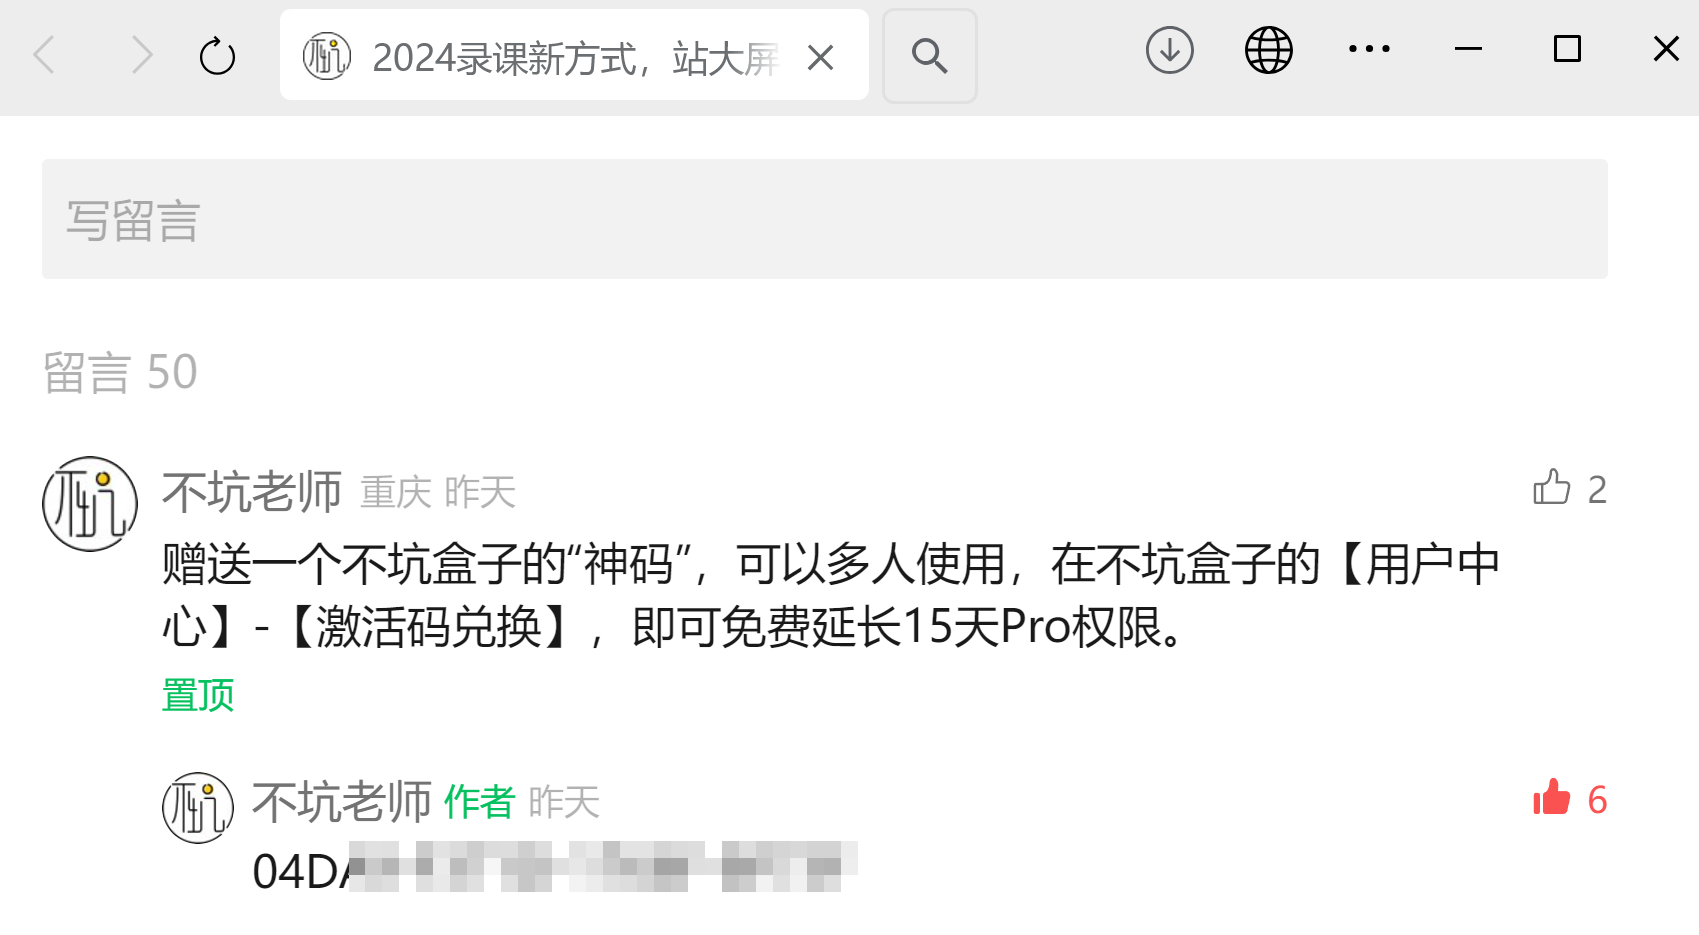 2024录课新方式，站大屏
写留言
留言 50
不坑老师 重庆 昨天
2
赠送一个不坑盒子的“神码”，可以多人使用，在不坑盒子的【用户中
心】-【激活码兑换】，即可免费延长15天Pro权限。
置顶
不坑老师 作者 昨天
6
04DA